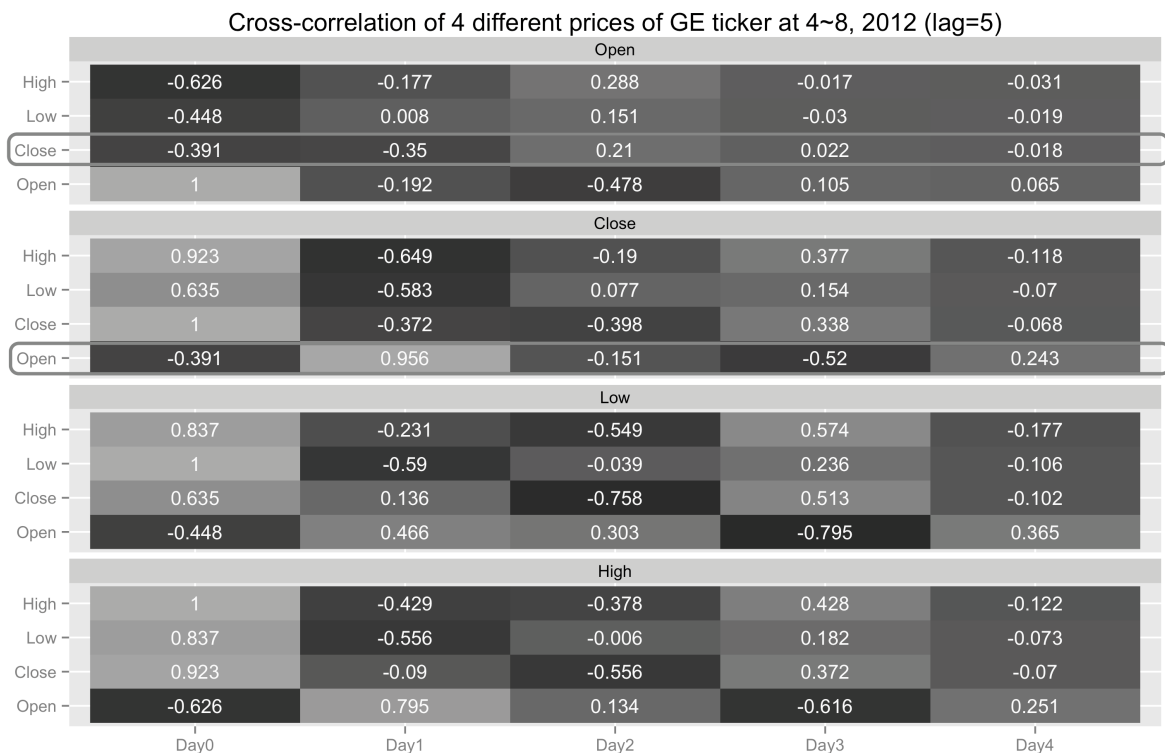 Cross-correlation of 4 different prices of GE ticker at 4~8, 2012 (lag=5)
Open
High -0.626 -0.177 0.288 -0.017 -0.031
Low -0.448 0.008 0.151 -0.03 -0.019
Close -0.391 -0.35 0.21 0.022 -0.018
Open 1 -0.192 -0.478 0.105 0.065
Close
High 0.923 -0.649 -0.19 0.377 -0.118
Low 0.635 -0.583 0.077 0.154 -0.07
Close 1 -0.372 -0.398 0.338 -0.068
Open -0.391 0.956 -0.151 -0.52 0.243
Low
High 0.837 -0.231 -0.549 0.574 -0.177
Low 1 -0.59 -0.039 0.236 -0.106
Close 0.635 0.136 -0.758 0.513 -0.102
Open -0.448 0.466 0.303 -0.795 0.365
High
High 1 -0.429 -0.378 0.428 -0.122
Low 0.837 -0.556 -0.006 0.182 -0.073
Close 0.923 -0.09 -0.556 0.372 -0.07
Open -0.626 0.795 0.134 -0.616 0.251
Day0 Day1 Day2 Day3 Day4